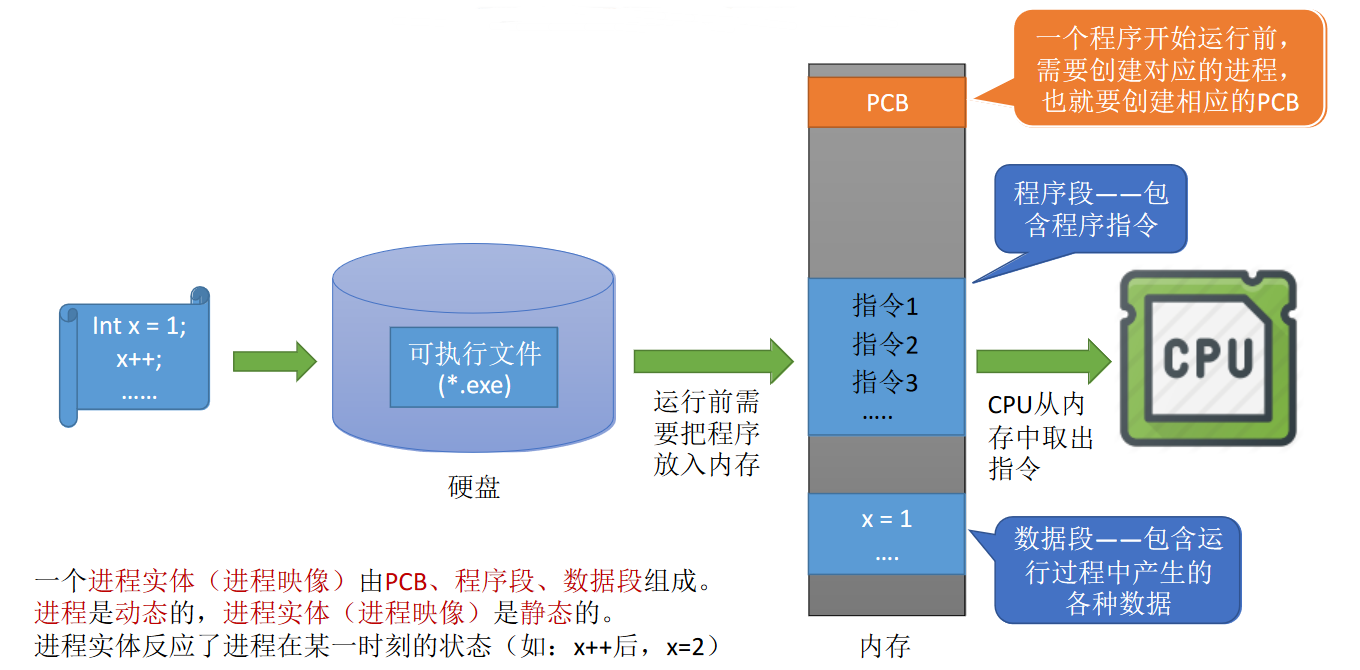 一个程序开始运行前，
需要创建对应的进程，
也就要创建相应的PCB
PCB
程序段——包
含程序指令
Int x = 1;
x++;
……
可执行文件
(*.exe)
硬盘
运行前需
要把程序
放入内存
指令1
指令2
指令3
…..
CPU从内
存中取出
指令
CPU
x = 1
….
数据段——包含运
行过程中产生的
各种数据
内存
一个进程实体（进程映像）由PCB、程序段、数据段组成。
进程是动态的，进程实体（进程映像）是静态的。
进程实体反应了进程在某一时刻的状态（如：x++后，x=2）